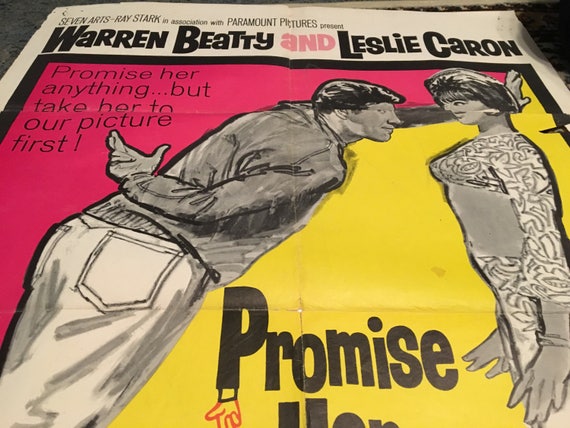 SEVEN ARTS-RAY STARK in association with PARAMOUNT PICTURES present
WARREN BEATTY AND LESLIE CARON
Promise her
anything...but
take her to
our picture
first!
Promise
Her